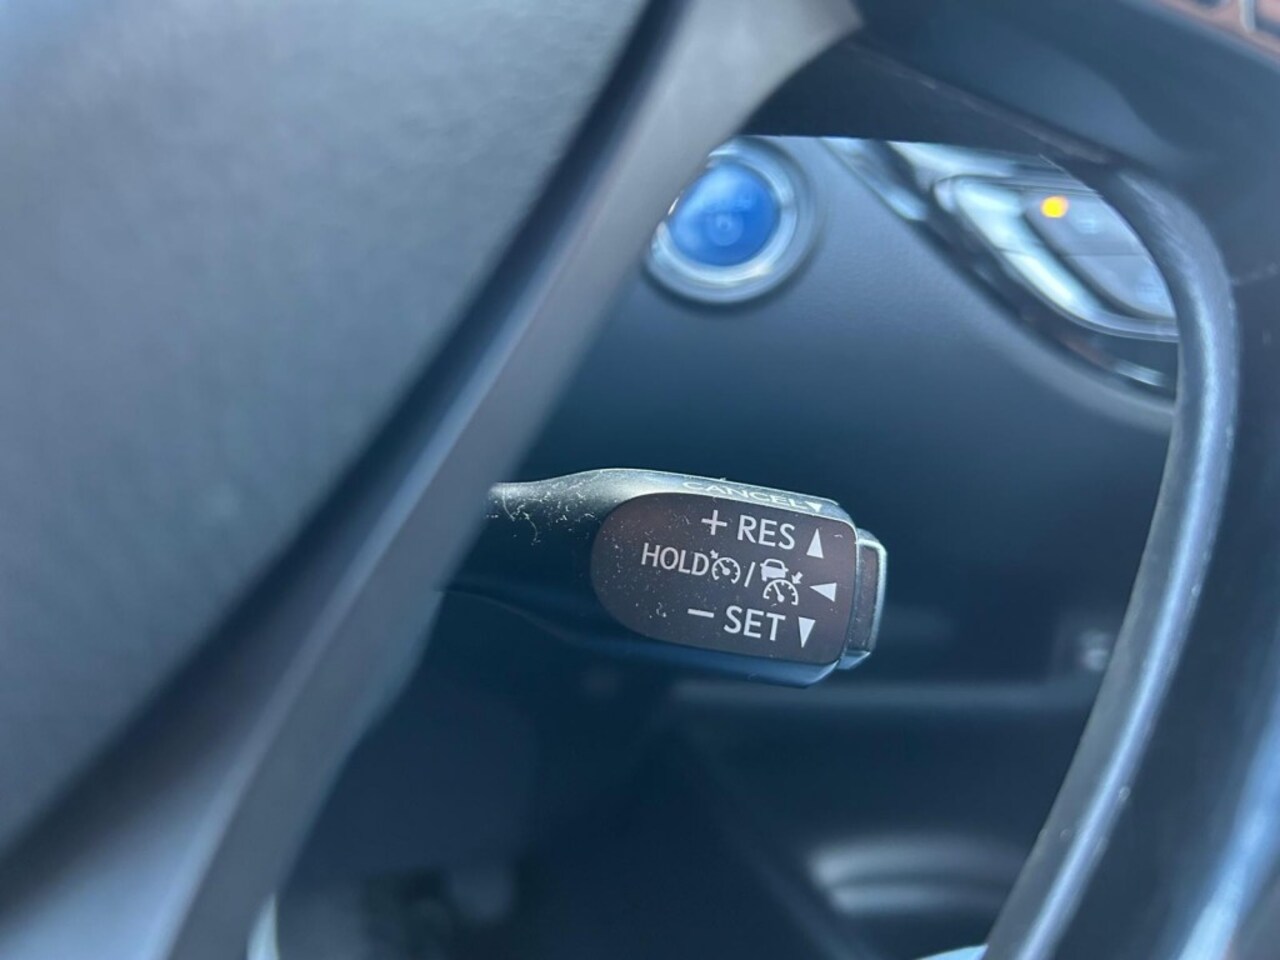 CANCEL▼
+ RES ▲
HOLD / ◀
− SET ▼